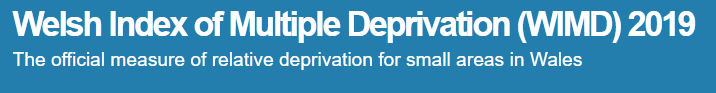 Welsh Index of Multiple Deprivation (WIMD) 2019
The official measure of relative deprivation for small areas in Wales